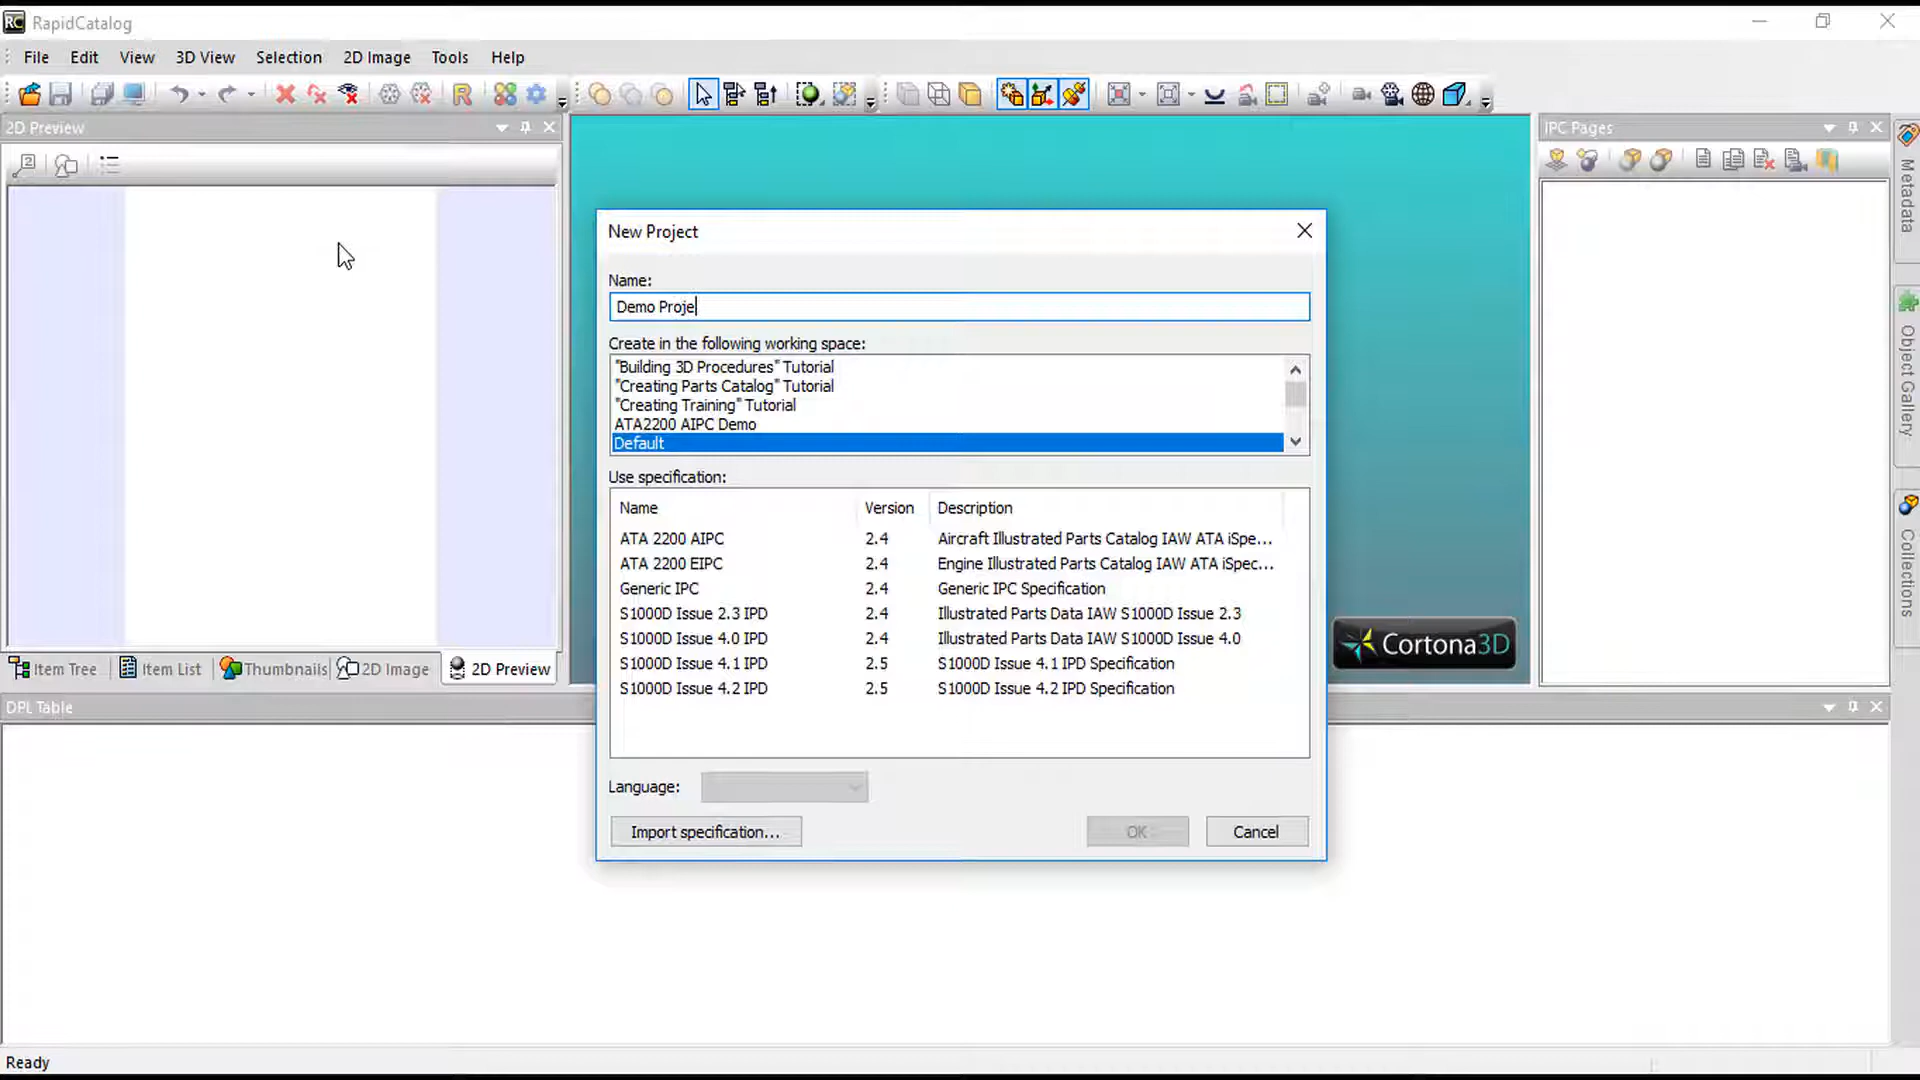 RC RapidCatalog
File Edit View 3D View Selection 2D Image Tools Help
2D Preview
IPC Pages
Metadata
Object Gallery
Collections
New Project
Name:
Demo Proje
Create in the following working space:
"Building 3D Procedures" Tutorial
"Creating Parts Catalog" Tutorial
"Creating Training" Tutorial
ATA2200 AIPC Demo
Default
Use specification:
Name Version Description
ATA 2200 AIPC 2.4 Aircraft Illustrated Parts Catalog IAW ATA iSpe...
ATA 2200 EIPC 2.4 Engine Illustrated Parts Catalog IAW ATA iSpec...
Generic IPC 2.4 Generic IPC Specification
S1000D Issue 2.3 IPD 2.4 Illustrated Parts Data IAW S1000D Issue 2.3
S1000D Issue 4.0 IPD 2.4 Illustrated Parts Data IAW S1000D Issue 4.0
S1000D Issue 4.1 IPD 2.5 S1000D Issue 4.1 IPD Specification
S1000D Issue 4.2 IPD 2.5 S1000D Issue 4.2 IPD Specification
Language:
Import specification... OK Cancel
Cortona3D
Item Tree Item List Thumbnails 2D Image 2D Preview
DPL Table
Ready